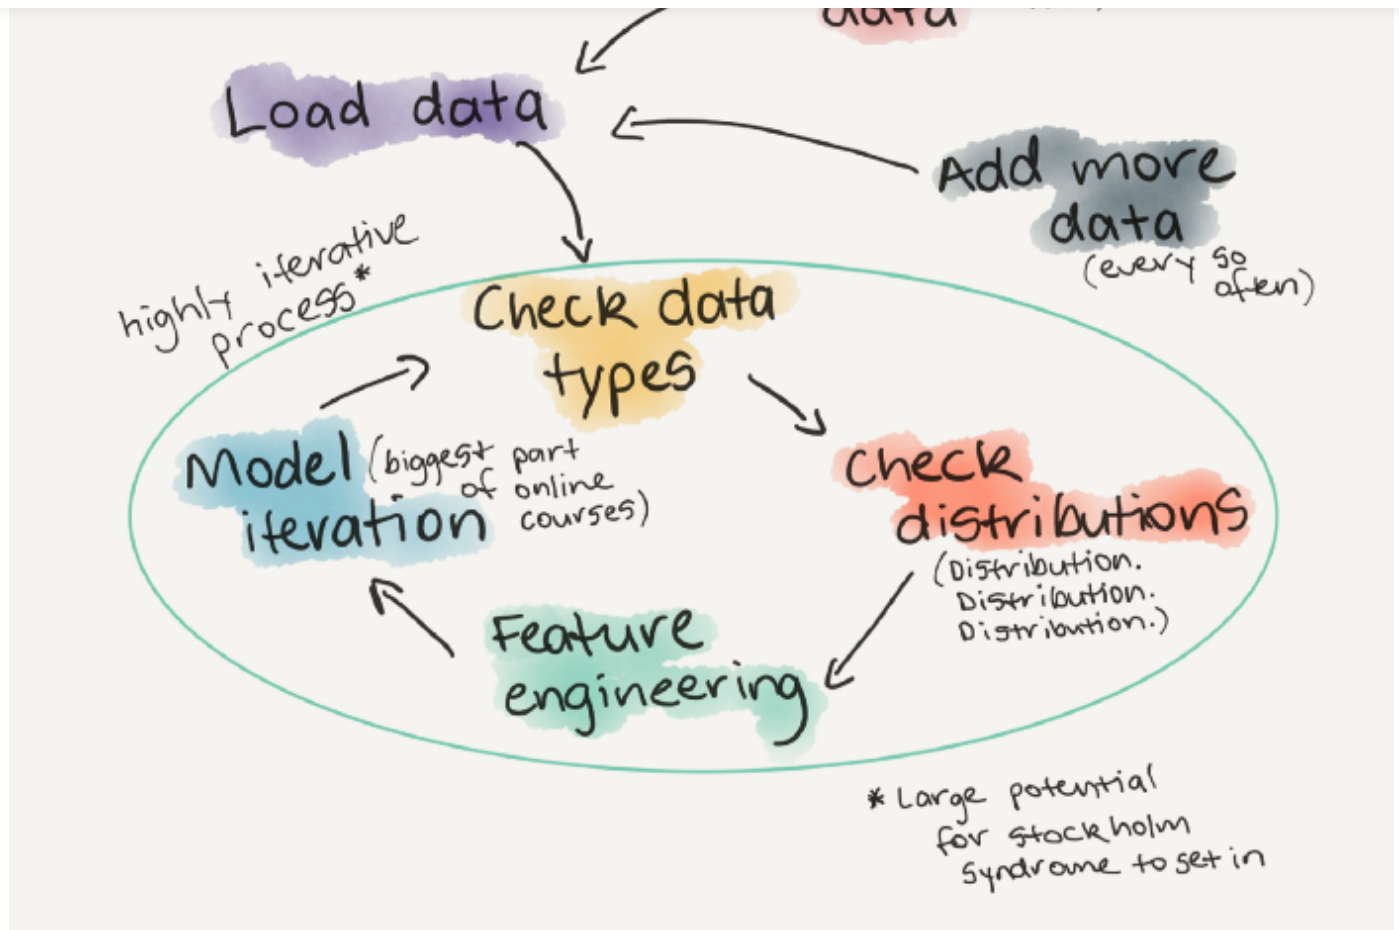 data
Load data
Add more
data
(every so
often)
highly iterative
process*
Check data
types
Model (biggest part
of online
iteration courses)
Check
distributions
(Distribution.
Distribution.
Distribution.)
Feature
engineering
* Large potential
for stockholm
syndrome to set in